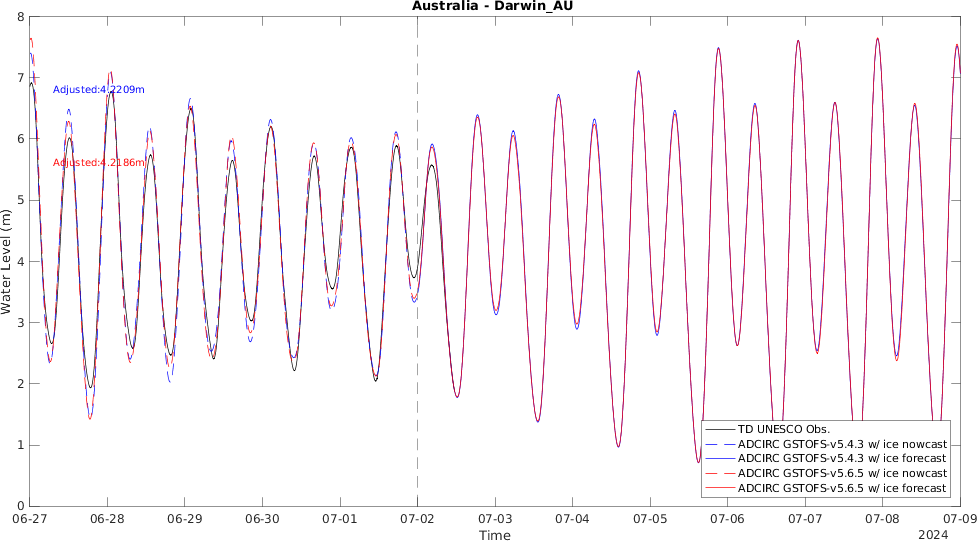 Australia - Darwin_AU
8
7
6
5
4
3
2
1
0
Water Level (m)
Adjusted:4.2209m
Adjusted:4.2186m
TD UNESCO Obs.
ADCIRC GSTOFS-v5.4.3 w/ ice nowcast
ADCIRC GSTOFS-v5.4.3 w/ ice forecast
ADCIRC GSTOFS-v5.6.5 w/ ice nowcast
ADCIRC GSTOFS-v5.6.5 w/ ice forecast
06-27 06-28 06-29 06-30 07-01 07-02 07-03 07-04 07-05 07-06 07-07 07-08 07-09
Time
2024